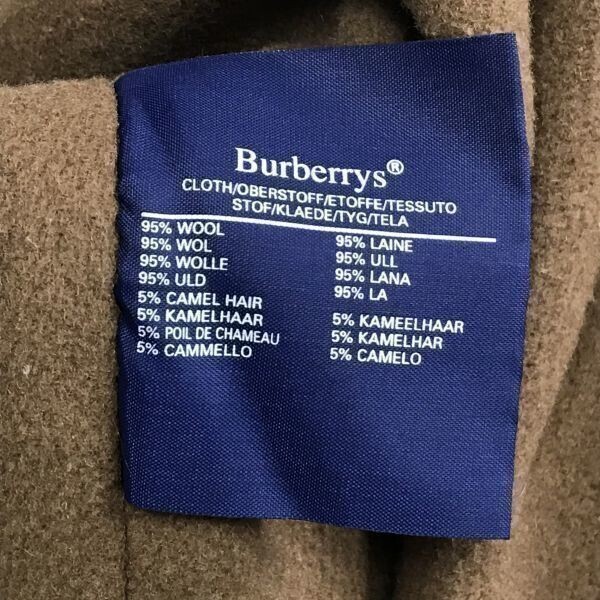 Burberrys®
CLOTH/OBERSTOFF/ETOFFE/TESSUTO
STOF/KLAEDE/TYG/TELA
95% WOOL
95% WOL
95% WOLLE
95% ULD
5% CAMEL HAIR
5% KAMELHAAR
5% POIL DE CHAMEAU
5% CAMMELLO
95% LAINE
95% ULL
95% LANA
95% LA
5% KAMEELHAAR
5% KAMELHAR
5% CAMELO